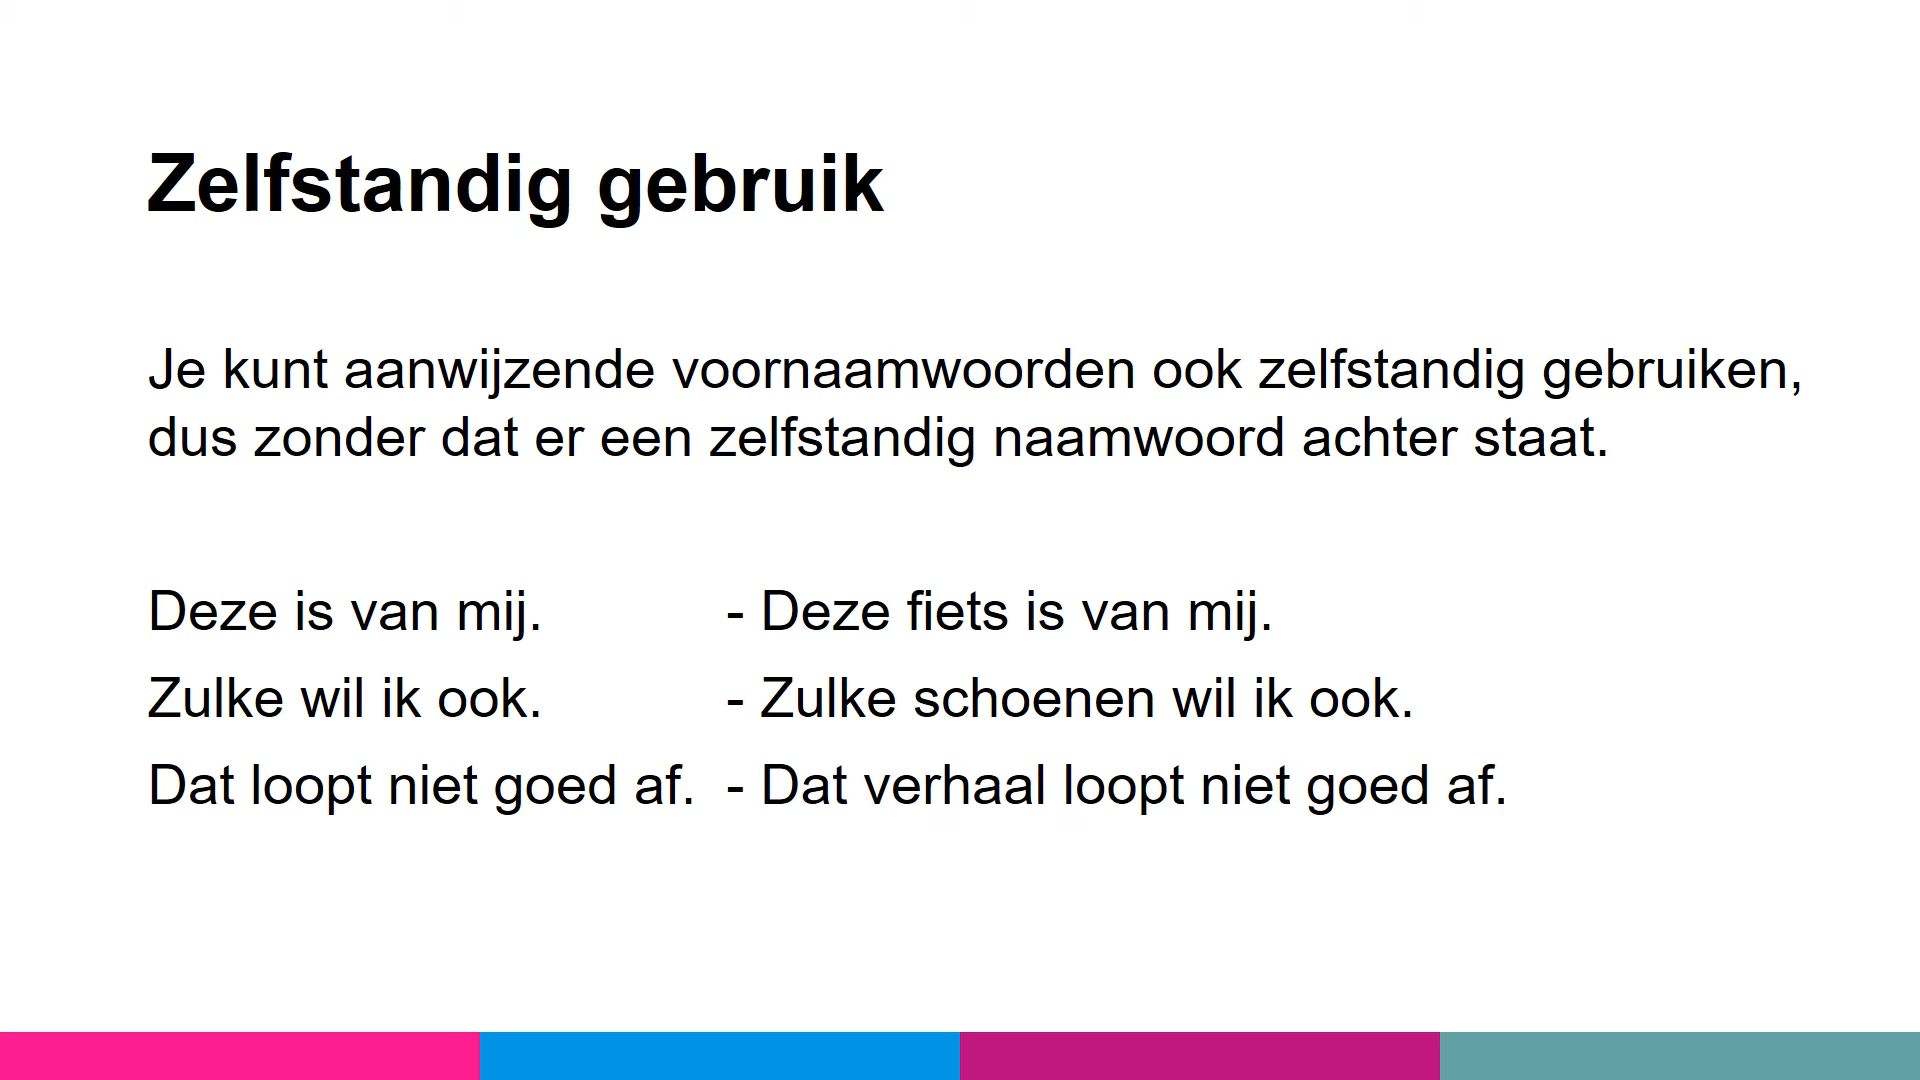 Zelfstandig gebruik
Je kunt aanwijzende voornaamwoorden ook zelfstandig gebruiken,
dus zonder dat er een zelfstandig naamwoord achter staat.
Deze is van mij. - Deze fiets is van mij.
Zulke wil ik ook. - Zulke schoenen wil ik ook.
Dat loopt niet goed af. - Dat verhaal loopt niet goed af.